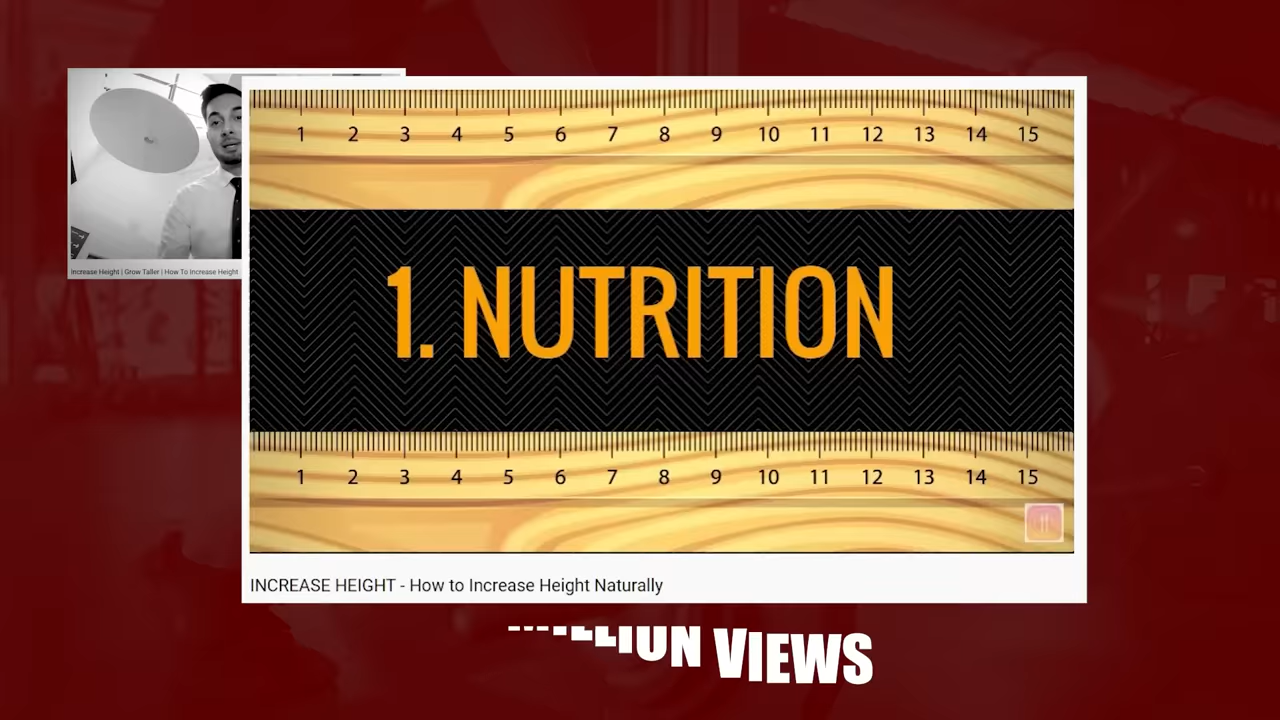 1 2 3 4 5 6 7 8 9 10 11 12 13 14 15
1. NUTRITION
1 2 3 4 5 6 7 8 9 10 11 12 13 14 15
Increase Height | Grow Taller | How To Increase Height
INCREASE HEIGHT - How to Increase Height Naturally
VIEWS